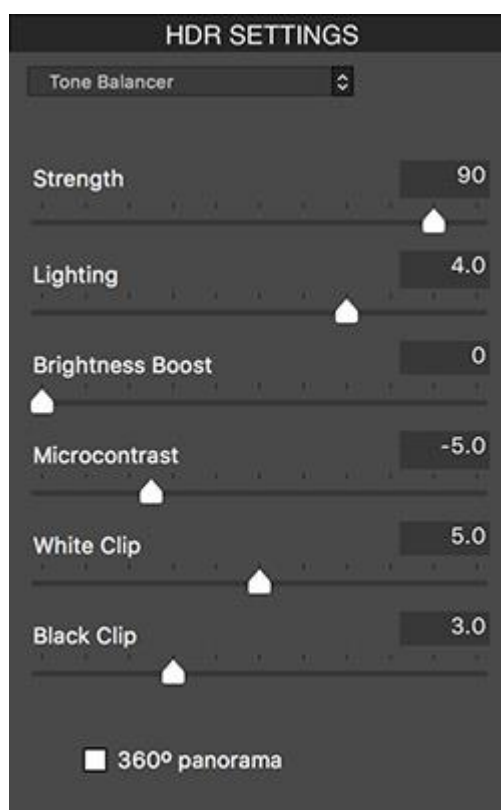 HDR SETTINGS
Tone Balancer
Strength 90
Lighting 4.0
Brightness Boost 0
Microcontrast -5.0
White Clip 5.0
Black Clip 3.0
360º panorama